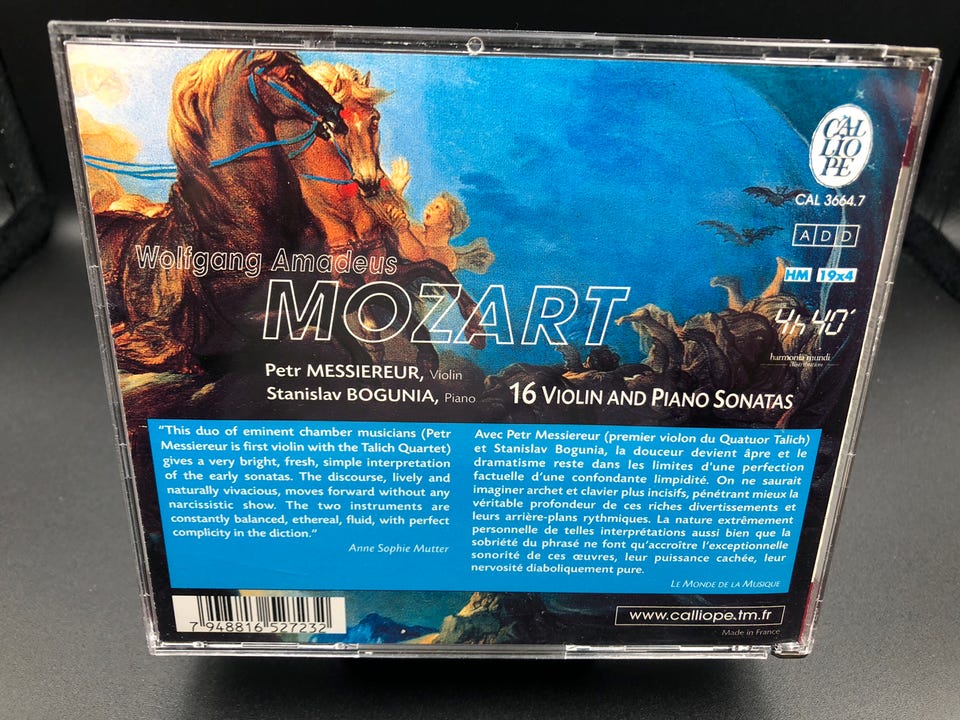 CAL
LIO
PE
CAL 3664.7
ADD
HM 19x4
4h 40'
harmonia mundi
Wolfgang Amadeus
MOZART
Petr MESSIEREUR, Violin
Stanislav BOGUNIA, Piano
16 VIOLIN AND PIANO SONATAS
"This duo of eminent chamber musicians (Petr
Messiereur is first violin with the Talich Quartet)
gives a very bright, fresh, simple interpretation
of the early sonatas. The discourse, lively and
naturally vivacious, moves forward without any
narcissistic show. The two instruments are
constantly balanced, ethereal, fluid, with perfect
complicity in the diction."
Anne Sophie Mutter
Avec Petr Messiereur (premier violon du Quatuor Talich)
et Stanislav Bogunia, la douceur devient âpre et le
dramatisme reste dans les limites d'une perfection
factuelle d'une confondante limpidité. On ne saurait
imaginer archet et clavier plus incisifs, pénétrant mieux la
véritable profondeur de ces riches divertissements et
leurs arrière-plans rythmiques. La nature extrêmement
personnelle de telles interprétations aussi bien que la
sobriété du phrasé ne font qu'accroître l'exceptionnelle
sonorité de ces œuvres, leur puissance cachée, leur
nervosité diaboliquement pure.
LE MONDE DE LA MUSIQUE
7 948816 527232
www.calliope.tm.fr
Made in France